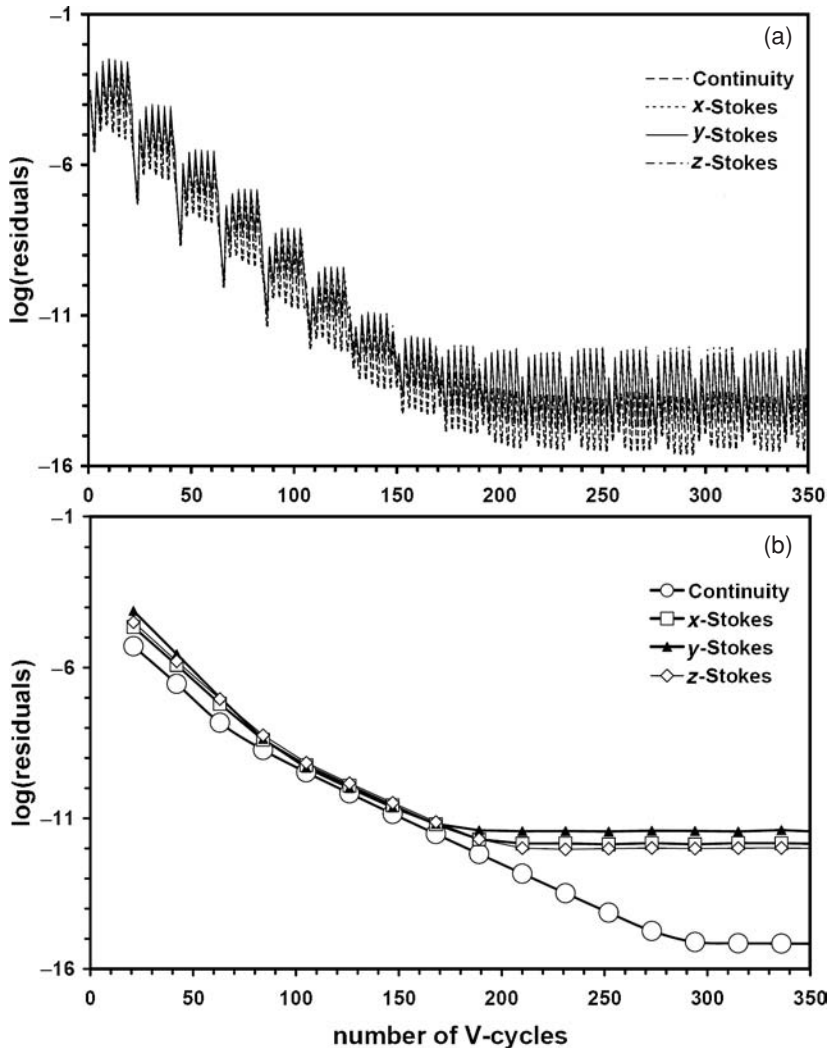 (a)
−1
−6
−11
−16
log(residuals)
Continuity
x-Stokes
y-Stokes
z-Stokes
0 50 100 150 200 250 300 350
(b)
−1
−6
−11
−16
log(residuals)
Continuity
x-Stokes
y-Stokes
z-Stokes
0 50 100 150 200 250 300 350
number of V-cycles